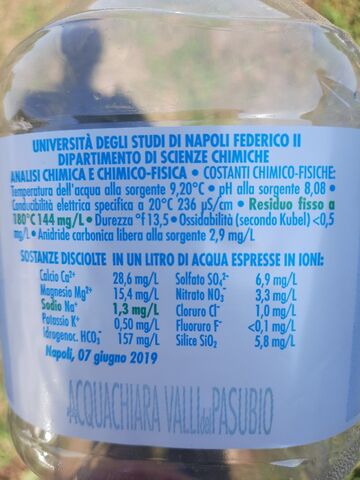 UNIVERSITÀ DEGLI STUDI DI NAPOLI FEDERICO II
DIPARTIMENTO DI SCIENZE CHIMICHE
ANALISI CHIMICA E CHIMICO-FISICA • COSTANTI CHIMICO-FISICHE:
Temperatura dell'acqua alla sorgente 9,20°C • pH alla sorgente 8,08 •
Conducibilità elettrica specifica a 20°C 236 µS/cm • Residuo fisso a
180°C 144 mg/L • Durezza °f 13,5 • Ossidabilità (secondo Kubel) <0,5
mg/L • Anidride carbonica libera alla sorgente 2,9 mg/L
SOSTANZE DISCIOLTE IN UN LITRO DI ACQUA ESPRESSE IN IONI:
Calcio Ca²⁺ 28,6 mg/L Solfato SO₄²⁻ 6,9 mg/L
Magnesio Mg²⁺ 15,4 mg/L Nitrato NO₃⁻ 3,3 mg/L
Sodio Na⁺ 1,3 mg/L Cloruro Cl⁻ 1,0 mg/L
Potassio K⁺ 0,50 mg/L Fluoruro F⁻ <0,1 mg/L
Idrogenoc. HCO₃⁻ 157 mg/L Silice SiO₂ 5,8 mg/L
Napoli, 07 giugno 2019
ACQUACHIARA VALLI del PASUBIO